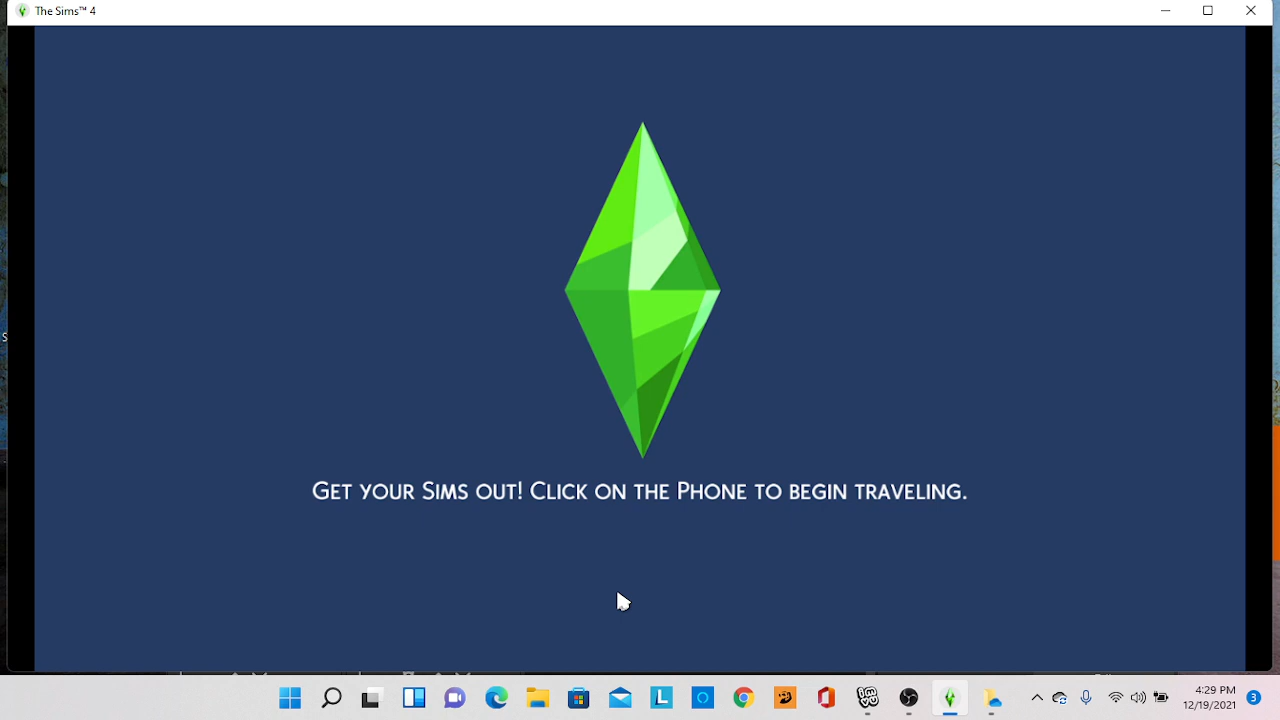 The Sims™ 4
Get your Sims out! Click on the Phone to begin traveling.
4:29 PM
12/19/2021
3